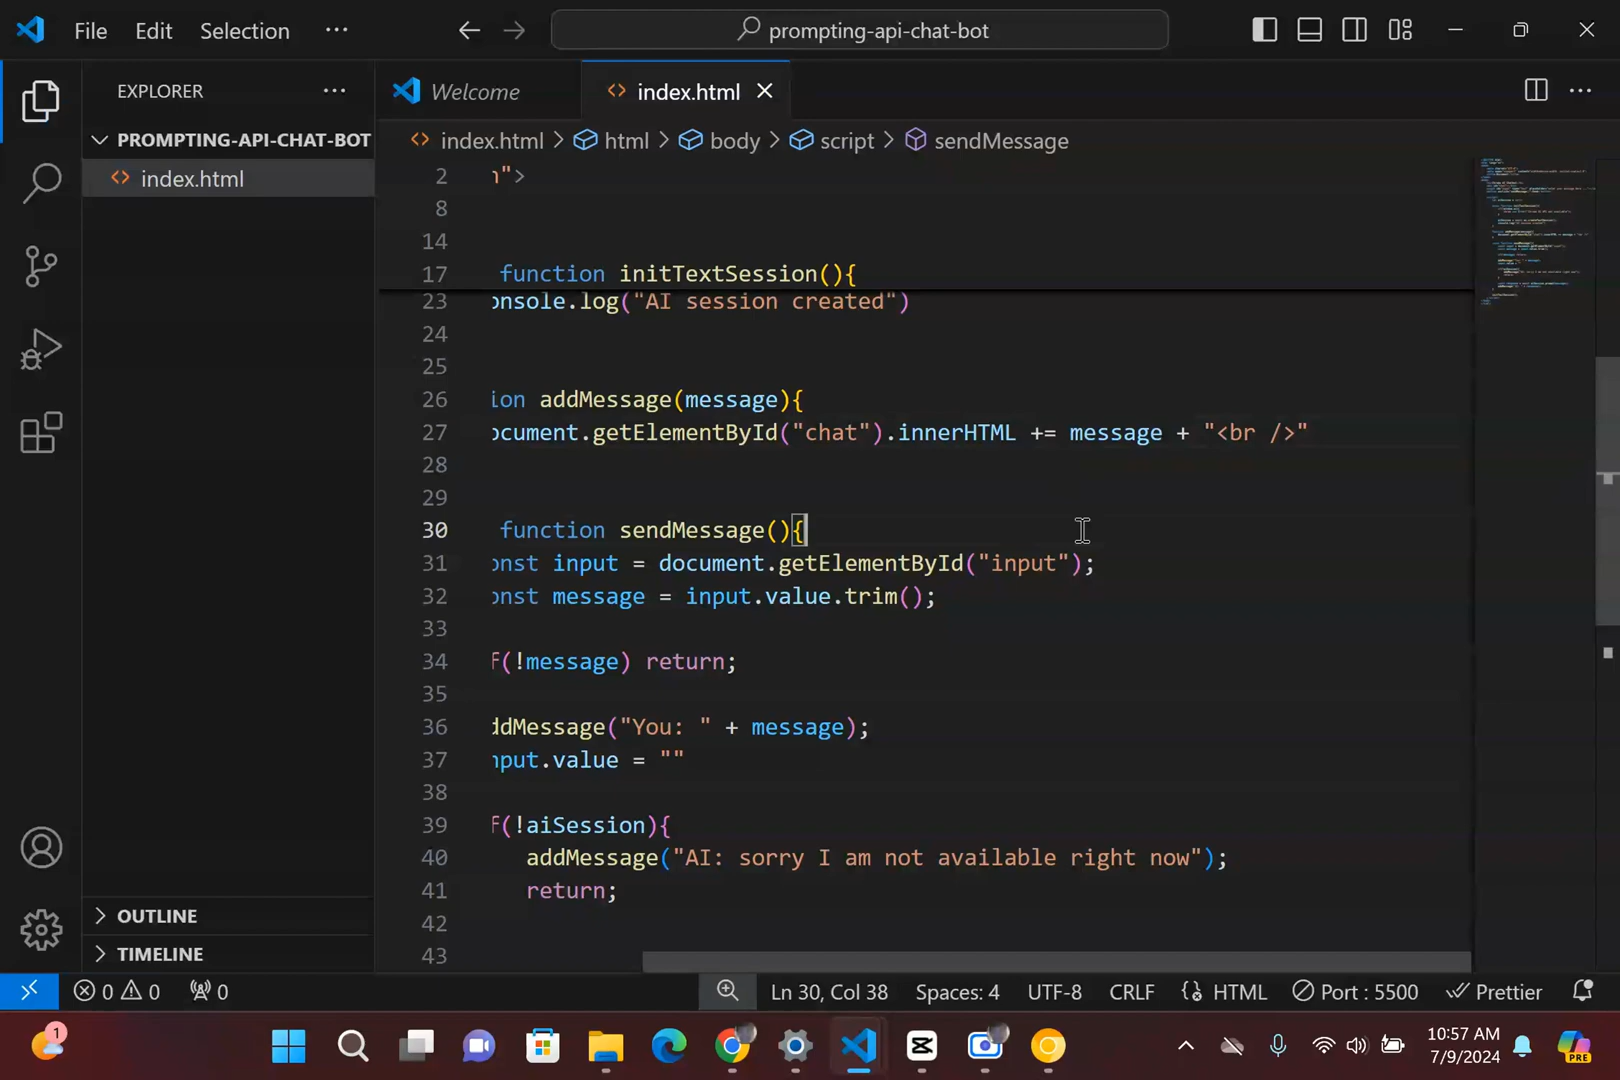 File Edit Selection ··· prompting-api-chat-bot
EXPLORER ···
Welcome
index.html
PROMPTING-API-CHAT-BOT
index.html > html > body > script > sendMessage
index.html
2 ">
8
14
17 function initTextSession(){
23 onsole.log("AI session created")
24
25
26 ion addMessage(message){
27 ocument.getElementById("chat").innerHTML += message + "<br />"
28
29
30 function sendMessage(){
31 onst input = document.getElementById("input");
32 onst message = input.value.trim();
33
34 f(!message) return;
35
36 ddMessage("You: " + message);
37 nput.value = ""
38
39 f(!aiSession){
40 addMessage("AI: sorry I am not available right now");
41 return;
42
43
OUTLINE
TIMELINE
0 0 0 Ln 30, Col 38 Spaces: 4 UTF-8 CRLF HTML Port : 5500 Prettier
1
PRE
10:57 AM
7/9/2024